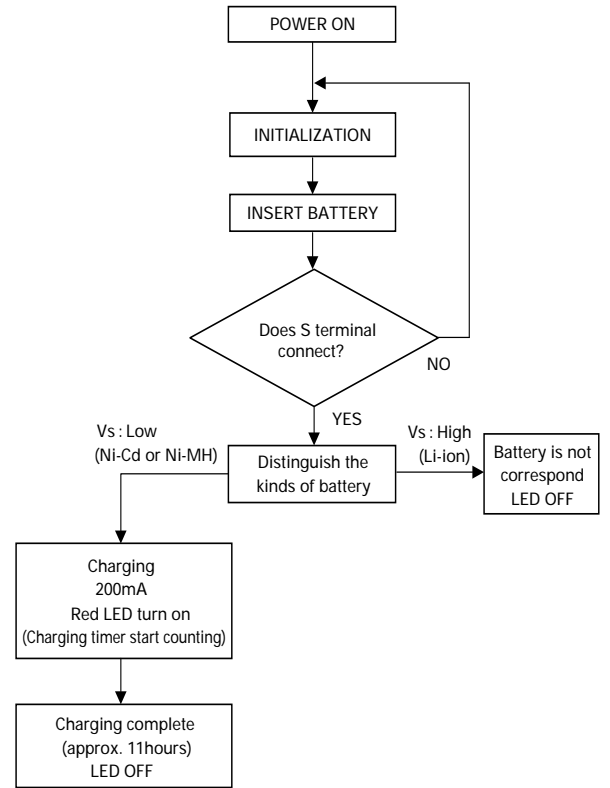 POWER ON
INITIALIZATION
INSERT BATTERY
Does S terminal
connect?
NO
YES
Vs : Low
(Ni-Cd or Ni-MH)
Distinguish the
kinds of battery
Vs : High
(Li-ion)
Battery is not
correspond
LED OFF
Charging
200mA
Red LED turn on
(Charging timer start counting)
Charging complete
(approx. 11hours)
LED OFF